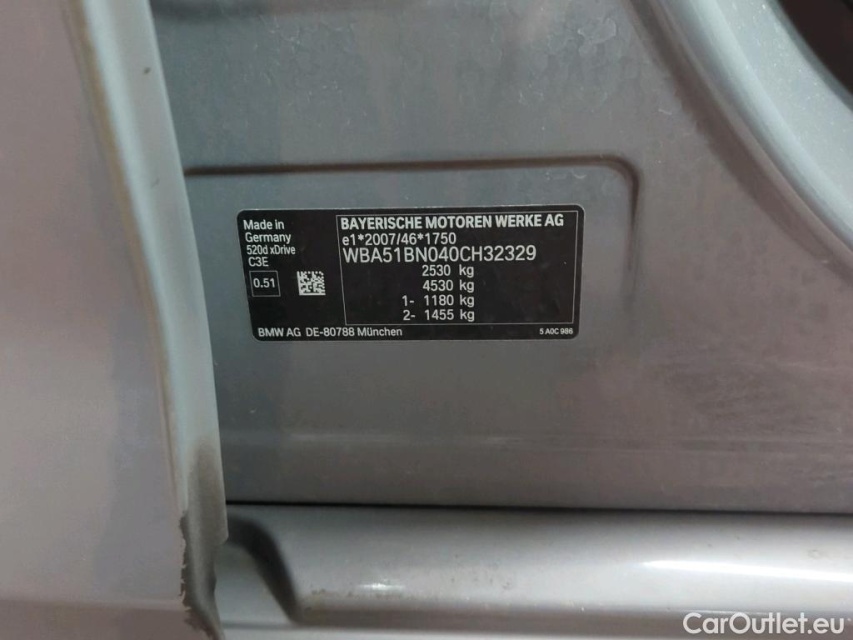 Made in
Germany
520d xDrive
C3E
0.51
BAYERISCHE MOTOREN WERKE AG
e1*2007/46*1750
WBA51BN040CH32329
2530 kg
4530 kg
1- 1180 kg
2- 1455 kg
BMW AG DE-80788 München
5 A0C 986
CarOutlet.eu